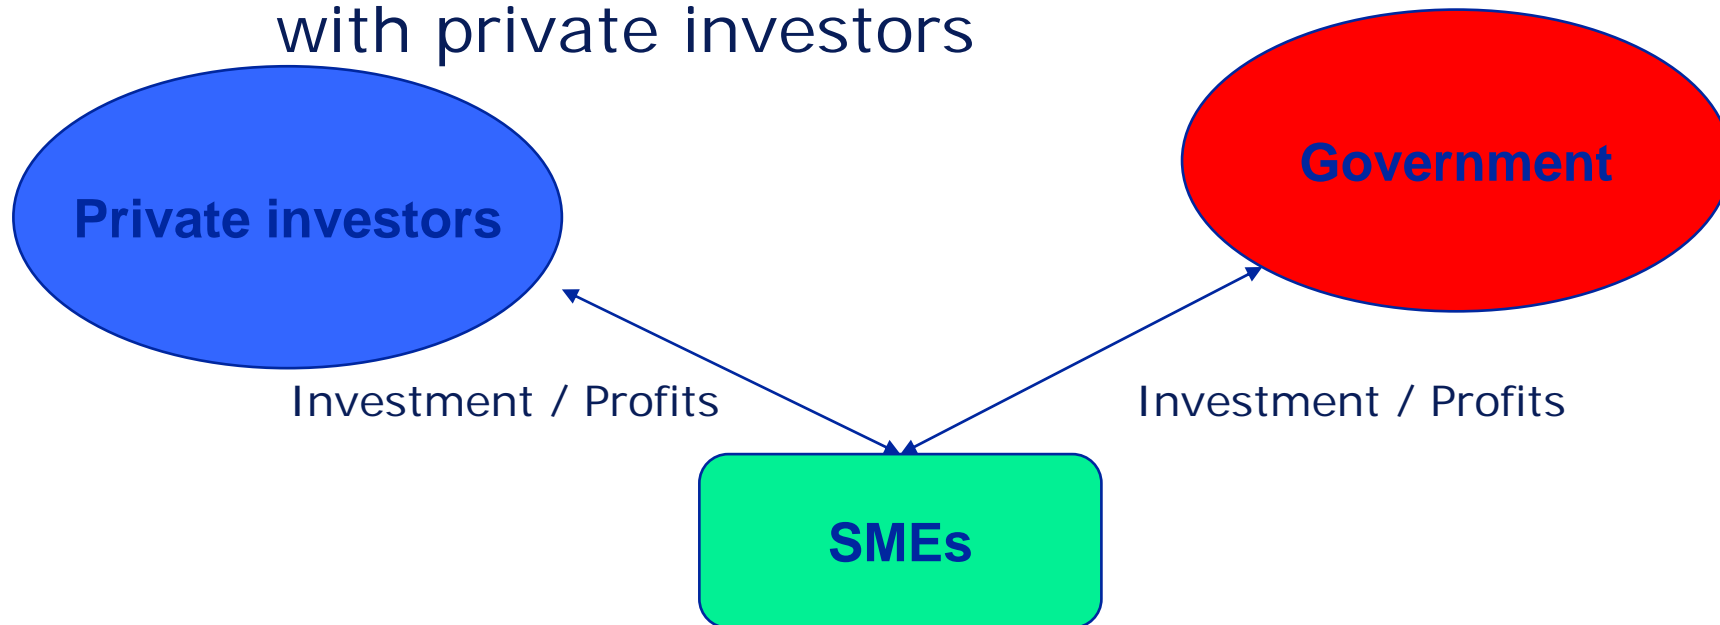 with private investors
Government
Private investors
Investment / Profits
Investment / Profits
SMEs